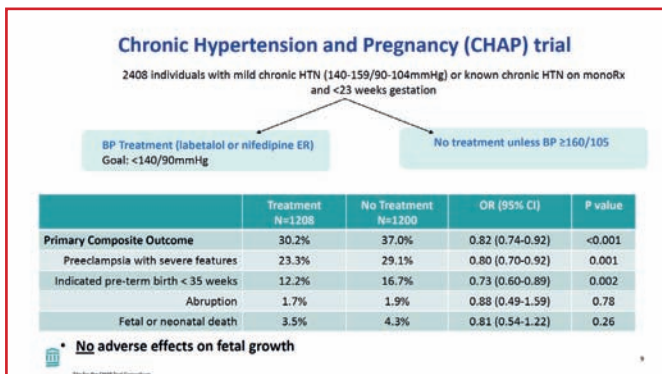 Chronic Hypertension and Pregnancy (CHAP) trial
2408 individuals with mild chronic HTN (140-159/90-104mmHg) or known chronic HTN on monoRx
and <23 weeks gestation
BP Treatment (labetalol or nifedipine ER)
Goal: <140/90mmHg
No treatment unless BP ≥160/105
Treatment No Treatment OR (95% CI) P value
N=1208 N=1200
Primary Composite Outcome 30.2% 37.0% 0.82 (0.74-0.92) <0.001
Preeclampsia with severe features 23.3% 29.1% 0.80 (0.70-0.92) 0.001
Indicated pre-term birth < 35 weeks 12.2% 16.7% 0.73 (0.60-0.89) 0.002
Abruption 1.7% 1.9% 0.88 (0.49-1.59) 0.78
Fetal or neonatal death 3.5% 4.3% 0.81 (0.54-1.22) 0.26
• No adverse effects on fetal growth
9